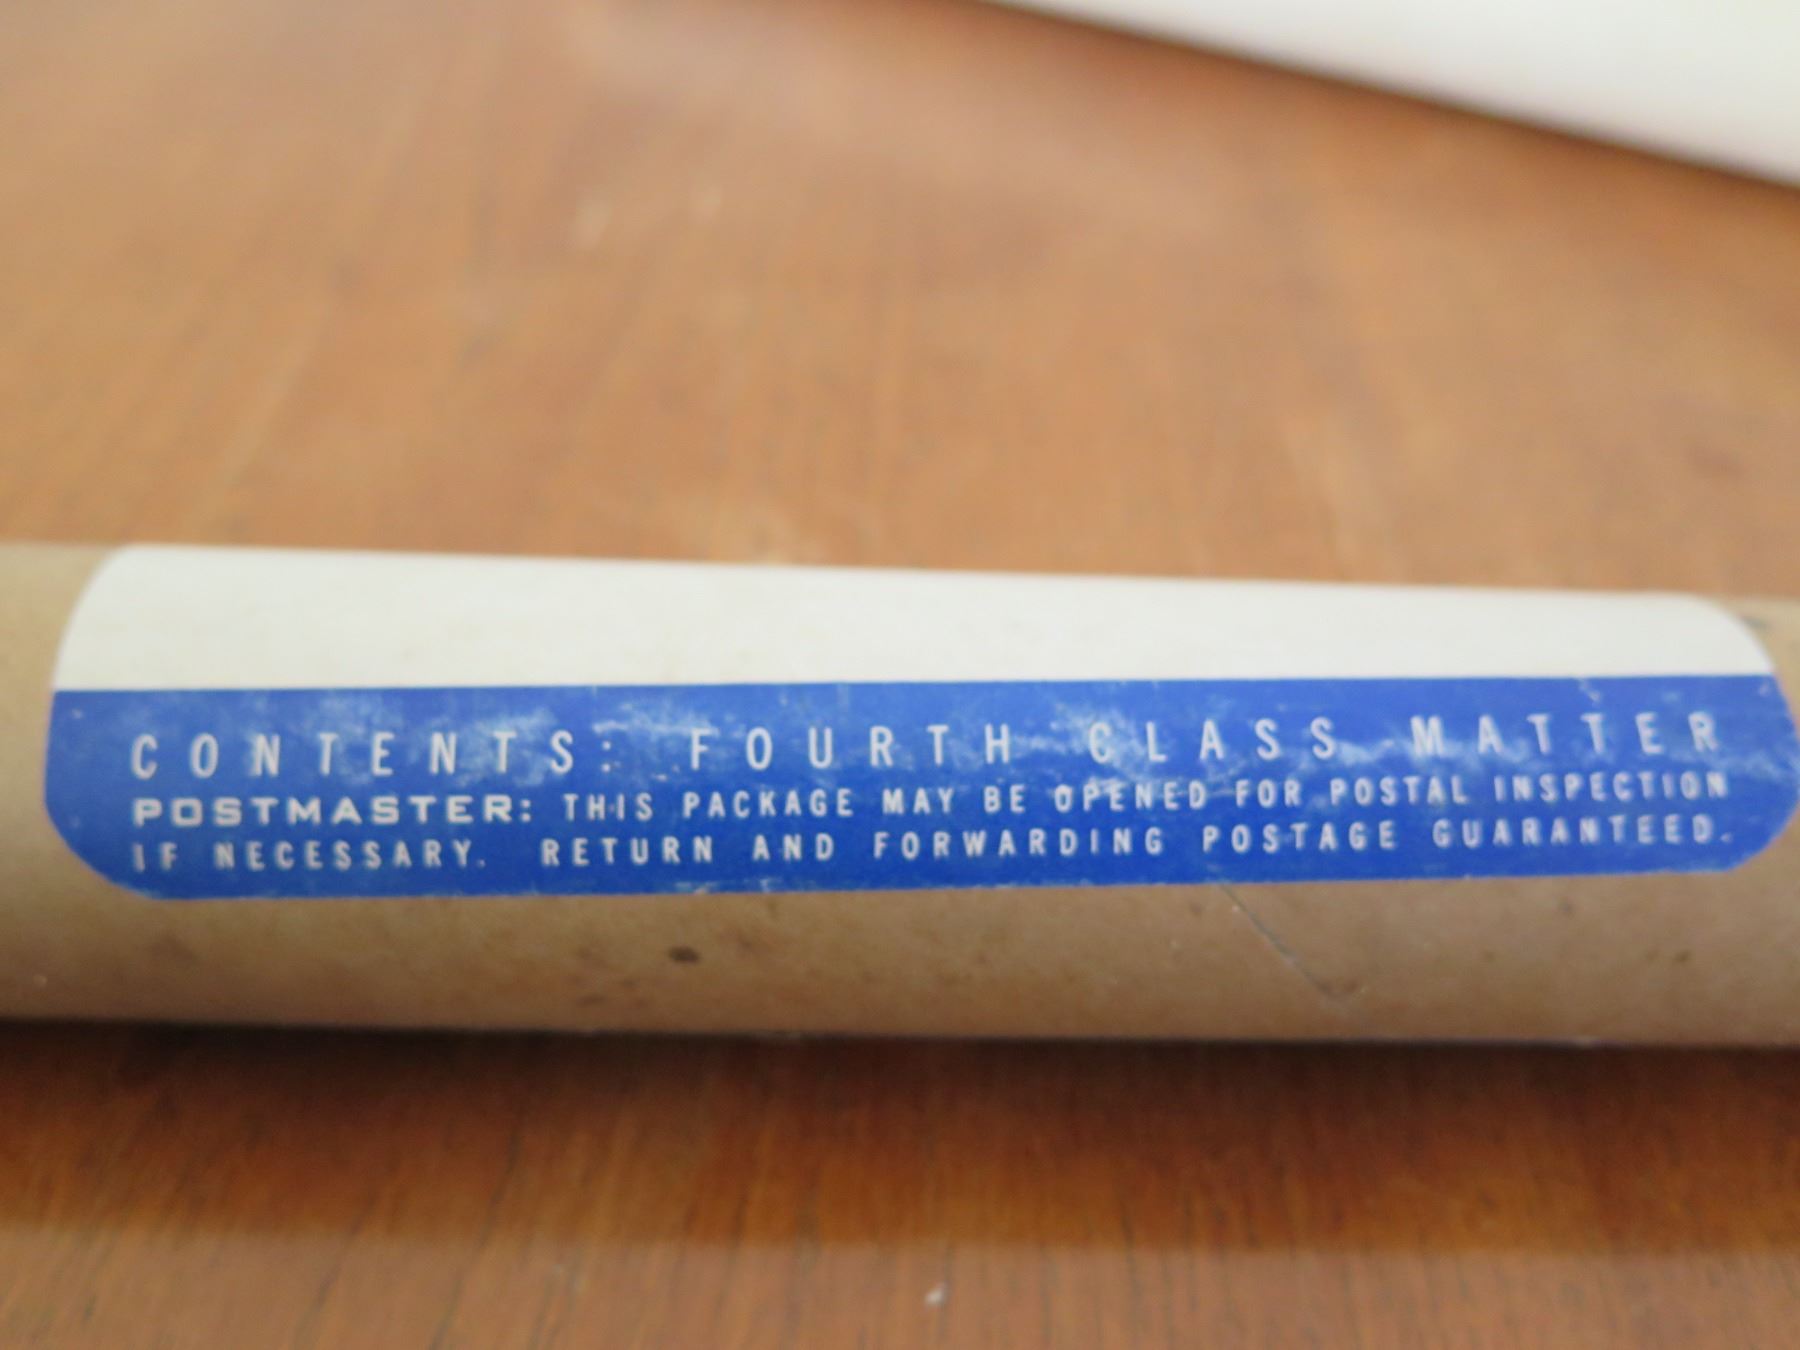 CONTENTS: FOURTH CLASS MATTER
POSTMASTER: THIS PACKAGE MAY BE OPENED FOR POSTAL INSPECTION
IF NECESSARY. RETURN AND FORWARDING POSTAGE GUARANTEED.